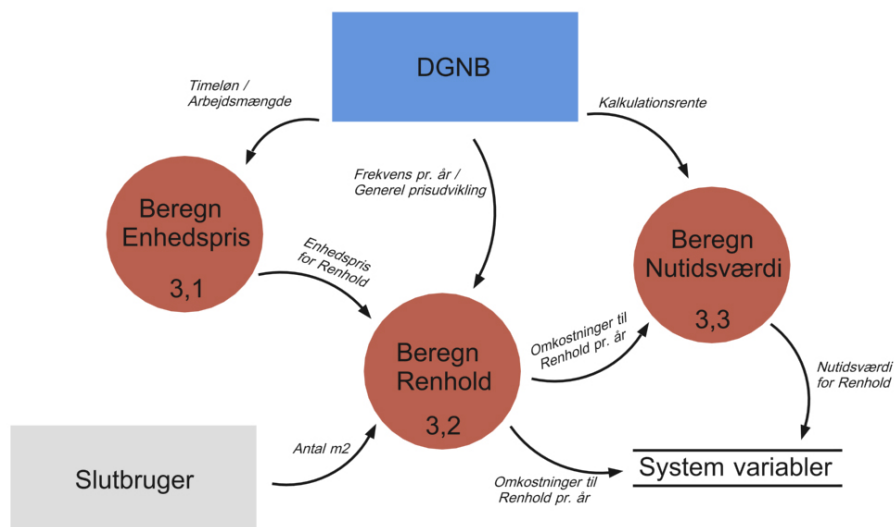 DGNB
Timeløn /
Arbejdsmængde
Kalkulationsrente
Frekvens pr. år /
Generel prisudvikling
Beregn
Enhedspris
3,1
Enhedspris
for Renhold
Beregn
Nutidsværdi
3,3
Beregn
Renhold
3,2
Omkostninger til
Renhold pr. år
Nutidsværdi
for Renhold
Slutbruger
Antal m2
Omkostninger til
Renhold pr. år
System variabler